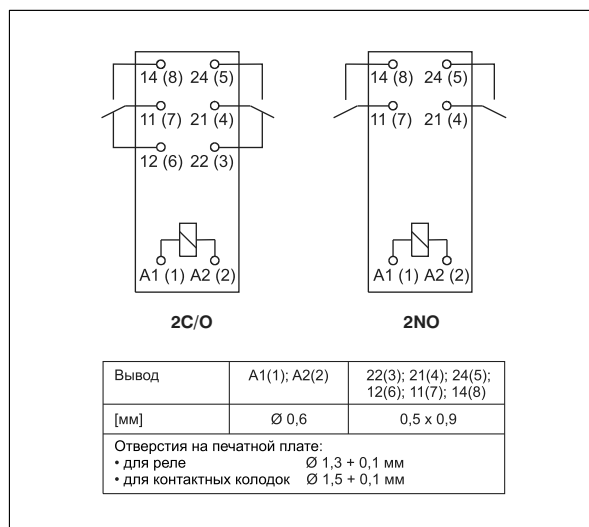 14 (8) 24 (5)
11 (7) 21 (4)
12 (6) 22 (3)
A1 (1) A2 (2)
2C/O
14 (8) 24 (5)
11 (7) 21 (4)
A1 (1) A2 (2)
2NO
Вывод A1(1); A2(2) 22(3); 21(4); 24(5);
12(6); 11(7); 14(8)
[мм] Ø 0,6 0,5 x 0,9
Отверстия на печатной плате:
• для реле Ø 1,3 + 0,1 мм
• для контактных колодок Ø 1,5 + 0,1 мм